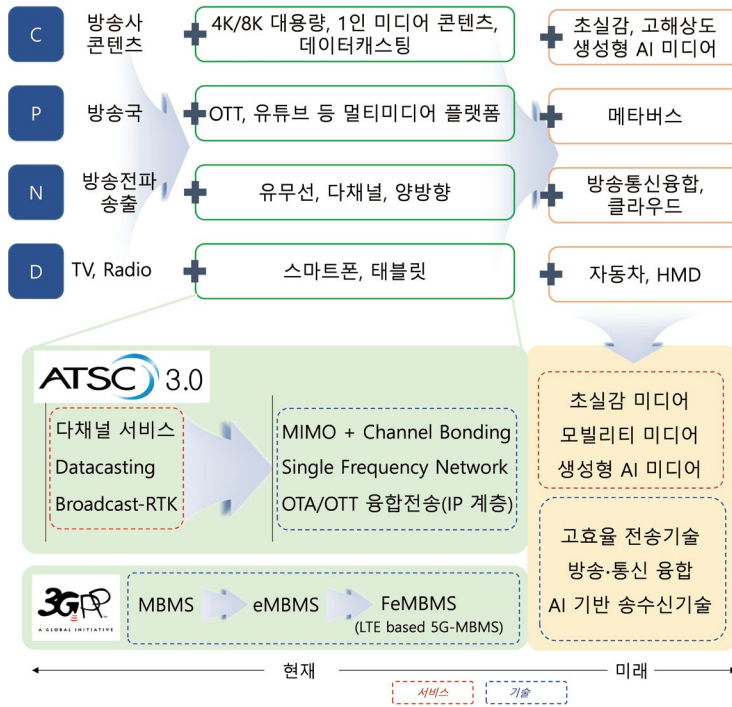 C
방송사
콘텐츠
4K/8K 대용량, 1인 미디어 콘텐츠,
데이터캐스팅
초실감, 고해상도
생성형 AI 미디어
P
방송국
OTT, 유튜브 등 멀티미디어 플랫폼
메타버스
N
방송전파
송출
유무선, 다채널, 양방향
방송통신융합,
클라우드
D
TV, Radio
스마트폰, 태블릿
자동차, HMD
ATSC 3.0
다채널 서비스
Datacasting
Broadcast-RTK
MIMO + Channel Bonding
Single Frequency Network
OTA/OTT 융합전송(IP 계층)
초실감 미디어
모빌리티 미디어
생성형 AI 미디어
고효율 전송기술
방송·통신 융합
AI 기반 송수신기술
3GPP
A GLOBAL INITIATIVE
MBMS
eMBMS
FeMBMS
(LTE based 5G-MBMS)
현재
미래
서비스
기술